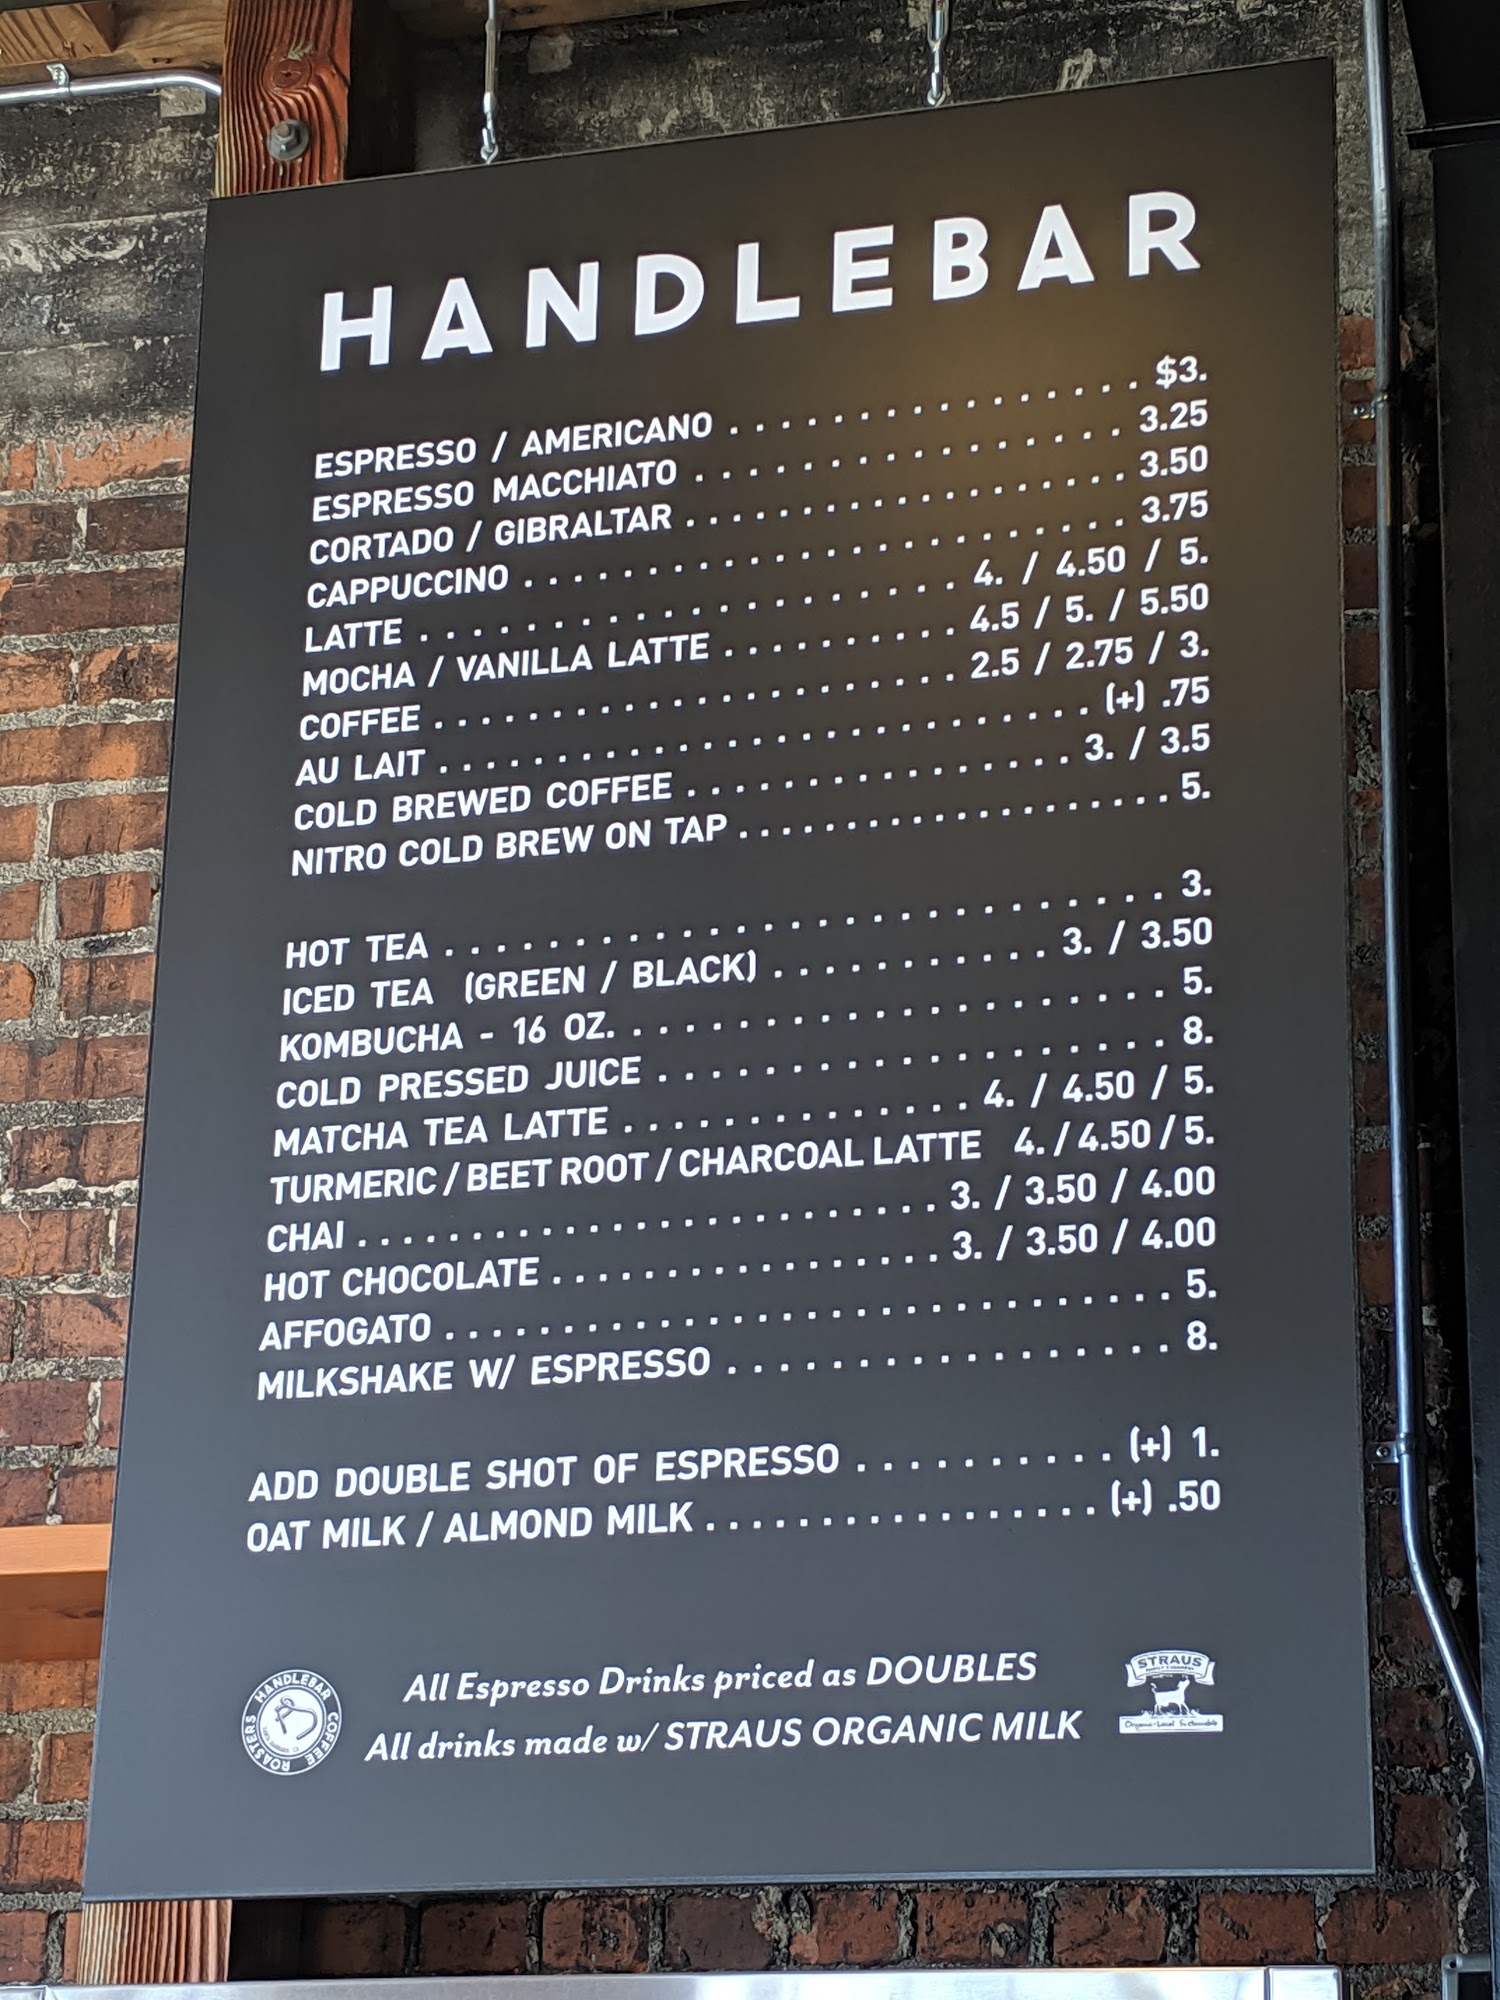 HANDLEBAR
ESPRESSO / AMERICANO . . . . . . . . . . . . . . . . $3.
ESPRESSO MACCHIATO . . . . . . . . . . . . . . . . . 3.25
CORTADO / GIBRALTAR . . . . . . . . . . . . . . . . . 3.50
CAPPUCCINO . . . . . . . . . . . . . . . . . . . . . . . 3.75
LATTE . . . . . . . . . . . . . . . . . . . . . 4. / 4.50 / 5.
MOCHA / VANILLA LATTE . . . . . . . . . 4.5 / 5. / 5.50
COFFEE . . . . . . . . . . . . . . . . . . . . 2.5 / 2.75 / 3.
AU LAIT . . . . . . . . . . . . . . . . . . . . . . . . . (+) .75
COLD BREWED COFFEE . . . . . . . . . . . . . . . 3. / 3.5
NITRO COLD BREW ON TAP . . . . . . . . . . . . . . . . . 5.
HOT TEA . . . . . . . . . . . . . . . . . . . . . . . . . . . 3.
ICED TEA (GREEN / BLACK) . . . . . . . . . . . 3. / 3.50
KOMBUCHA - 16 OZ. . . . . . . . . . . . . . . . . . . . . 5.
COLD PRESSED JUICE . . . . . . . . . . . . . . . . . . . 8.
MATCHA TEA LATTE . . . . . . . . . . . . . . 4. / 4.50 / 5.
TURMERIC / BEET ROOT / CHARCOAL LATTE 4. / 4.50 / 5.
CHAI . . . . . . . . . . . . . . . . . . . . . . . 3. / 3.50 / 4.00
HOT CHOCOLATE . . . . . . . . . . . . . . . . 3. / 3.50 / 4.00
AFFOGATO . . . . . . . . . . . . . . . . . . . . . . . . . . . 5.
MILKSHAKE W/ ESPRESSO . . . . . . . . . . . . . . . . . 8.
ADD DOUBLE SHOT OF ESPRESSO . . . . . . . . . . (+) 1.
OAT MILK / ALMOND MILK . . . . . . . . . . . . . . . . (+) .50
All Espresso Drinks priced as DOUBLES
All drinks made w/ STRAUS ORGANIC MILK
HANDLEBAR COFFEE ROASTERS
STRAUS